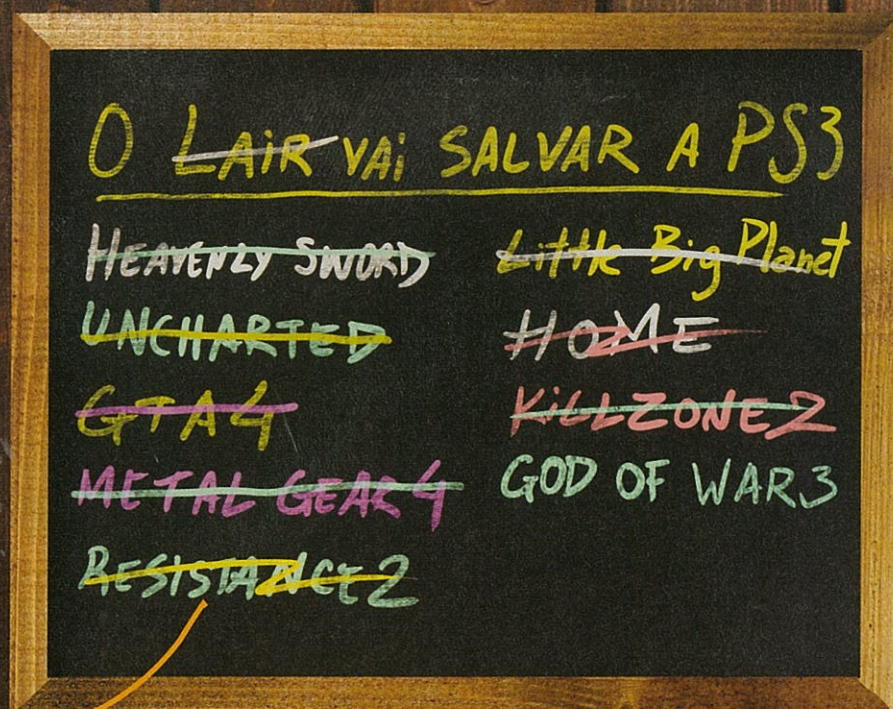 O LAiR VAi SALVAR A PS3
HEAVENLY SWORD
UNCHARTED
GTA 4
METAL GEAR 4
RESISTANCE 2
Little Big Planet
HOME
KiLLZONE 2
GOD OF WAR 3